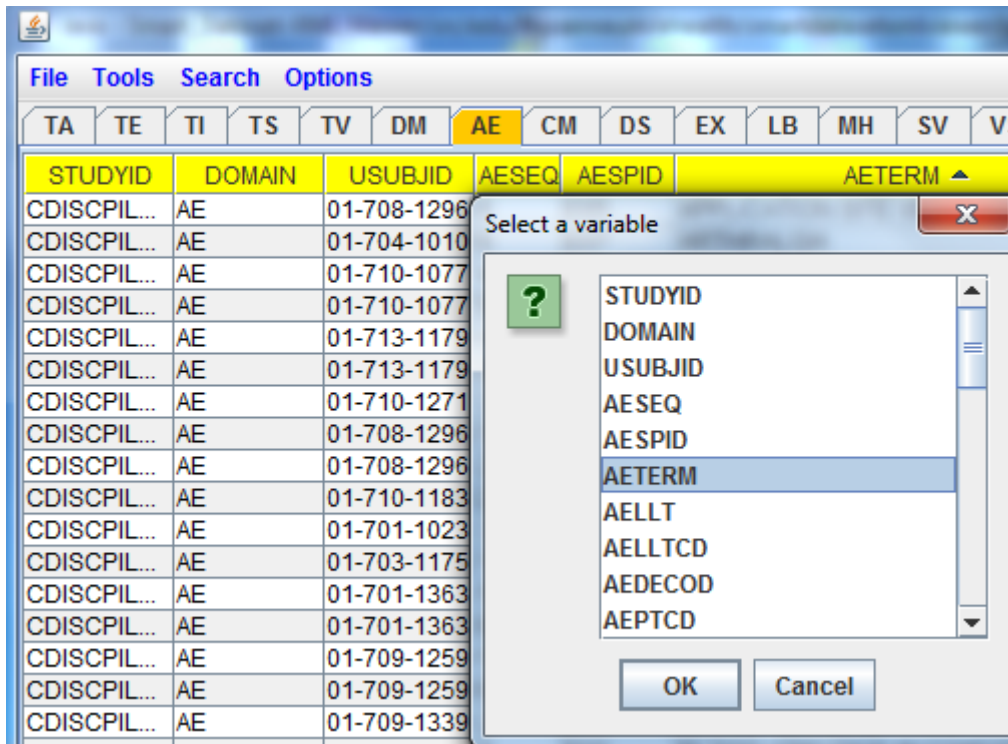 File Tools Search Options
TA TE TI TS TV DM AE CM DS EX LB MH SV V
STUDYID DOMAIN USUBJID AESEQ AESPID AETERM
CDISCPIL... AE 01-708-1296
CDISCPIL... AE 01-704-1010
CDISCPIL... AE 01-710-1077
CDISCPIL... AE 01-710-1077
CDISCPIL... AE 01-713-1179
CDISCPIL... AE 01-713-1179
CDISCPIL... AE 01-710-1271
CDISCPIL... AE 01-708-1296
CDISCPIL... AE 01-708-1296
CDISCPIL... AE 01-710-1183
CDISCPIL... AE 01-701-1023
CDISCPIL... AE 01-703-1175
CDISCPIL... AE 01-701-1363
CDISCPIL... AE 01-701-1363
CDISCPIL... AE 01-709-1259
CDISCPIL... AE 01-709-1259
CDISCPIL... AE 01-709-1339
Select a variable
?
STUDYID
DOMAIN
USUBJID
AESEQ
AESPID
AETERM
AELLT
AELLTCD
AEDECOD
AEPTCD
OK Cancel